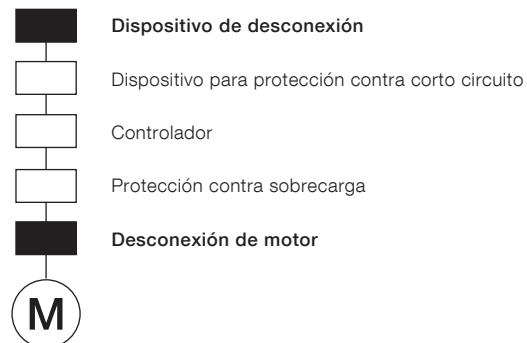 Dispositivo de desconexión
Dispositivo para protección contra corto circuito
Controlador
Protección contra sobrecarga
Desconexión de motor
M